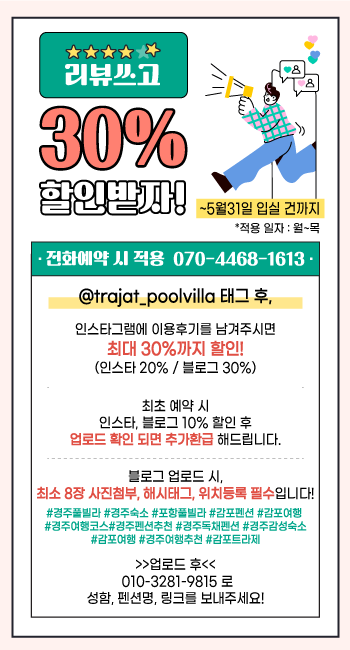 리뷰쓰고
30%
할인받자!
~5월31일 입실 건까지
*적용 일자 : 월~목
· 전화예약 시 적용 070-4468-1613 ·
@trajat_poolvilla 태그 후,
인스타그램에 이용후기를 남겨주시면
최대 30%까지 할인!
(인스타 20% / 블로그 30%)
최초 예약 시
인스타, 블로그 10% 할인 후
업로드 확인 되면 추가환급 해드립니다.
블로그 업로드 시,
최소 8장 사진첨부, 해시태그, 위치등록 필수입니다!
#경주풀빌라 #경주숙소 #포항풀빌라 #감포펜션 #감포여행
#경주여행코스#경주펜션추천 #경주독채펜션 #경주감성숙소
#감포여행 #경주여행추천 #감포트라제
>>업로드 후<<
010-3281-9815 로
성함, 펜션명, 링크를 보내주세요!